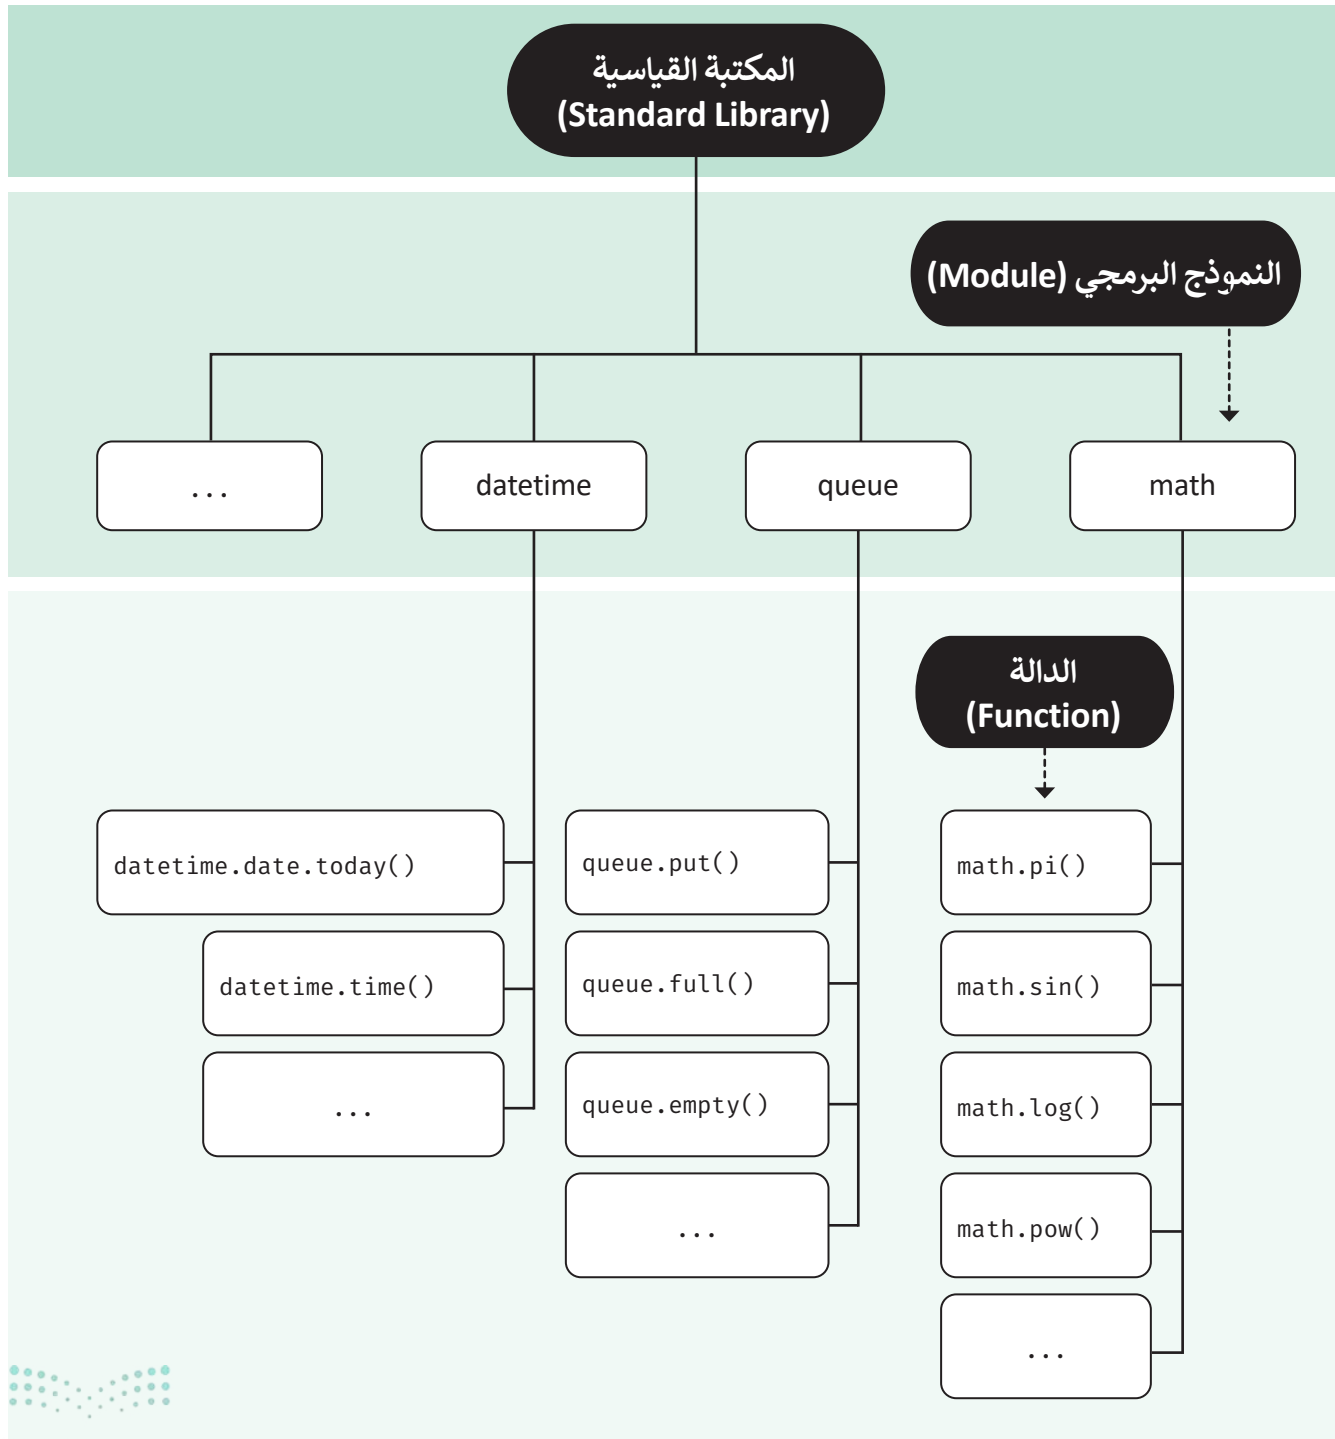 المكتبة القياسية
(Standard Library)
النموذج البرمجي (Module)
math
queue
datetime
...
الدالة
(Function)
math.pi()
math.sin()
math.log()
math.pow()
...
queue.put()
queue.full()
queue.empty()
...
datetime.date.today()
datetime.time()
...